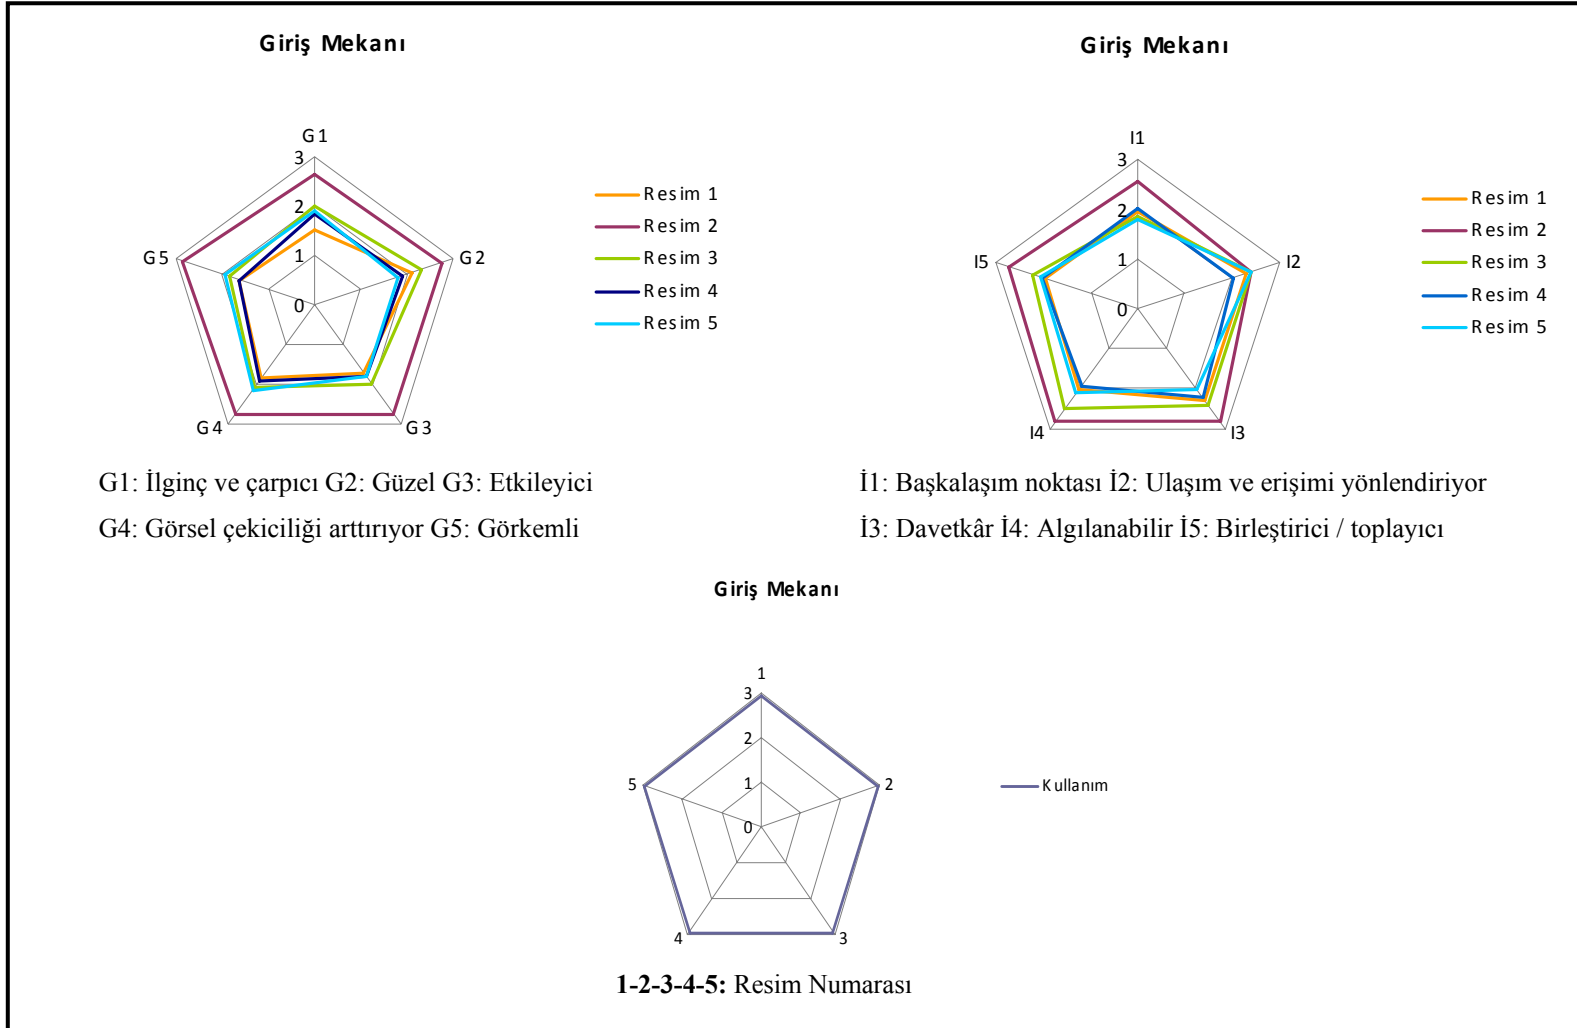 Giriş Mekanı
G1
3
2
1
0
G5
G2
G4
G3
Resim 1
Resim 2
Resim 3
Resim 4
Resim 5
G1: İlginç ve çarpıcı G2: Güzel G3: Etkileyici
G4: Görsel çekiciliği arttırıyor G5: Görkemli
Giriş Mekanı
I1
3
2
1
0
I5
I2
I4
I3
Resim 1
Resim 2
Resim 3
Resim 4
Resim 5
İ1: Başkalaşım noktası İ2: Ulaşım ve erişimi yönlendiriyor
İ3: Davetkâr İ4: Algılanabilir İ5: Birleştirici / toplayıcı
Giriş Mekanı
1
3
2
1
0
5
2
4
3
Kullanım
1-2-3-4-5: Resim Numarası